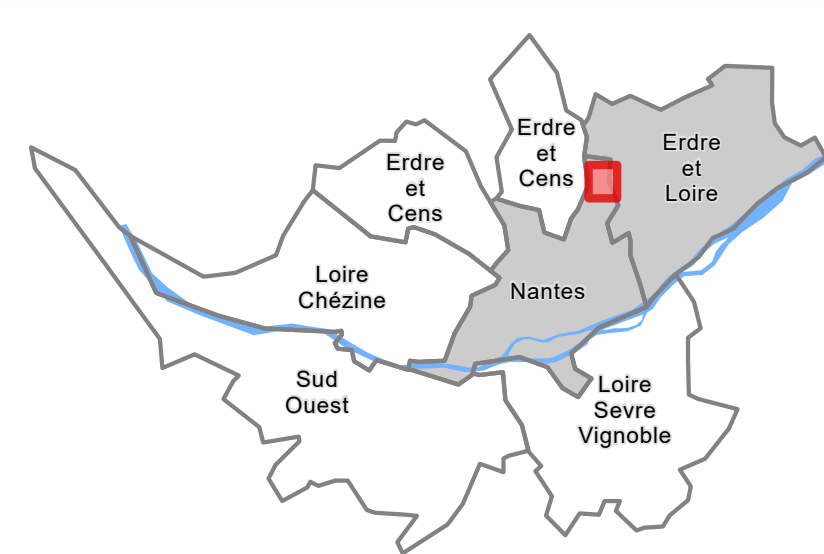 Erdre
et
Cens
Erdre
et
Loire
Erdre
et
Cens
Loire
Chézine
Nantes
Sud
Ouest
Loire
Sevre
Vignoble